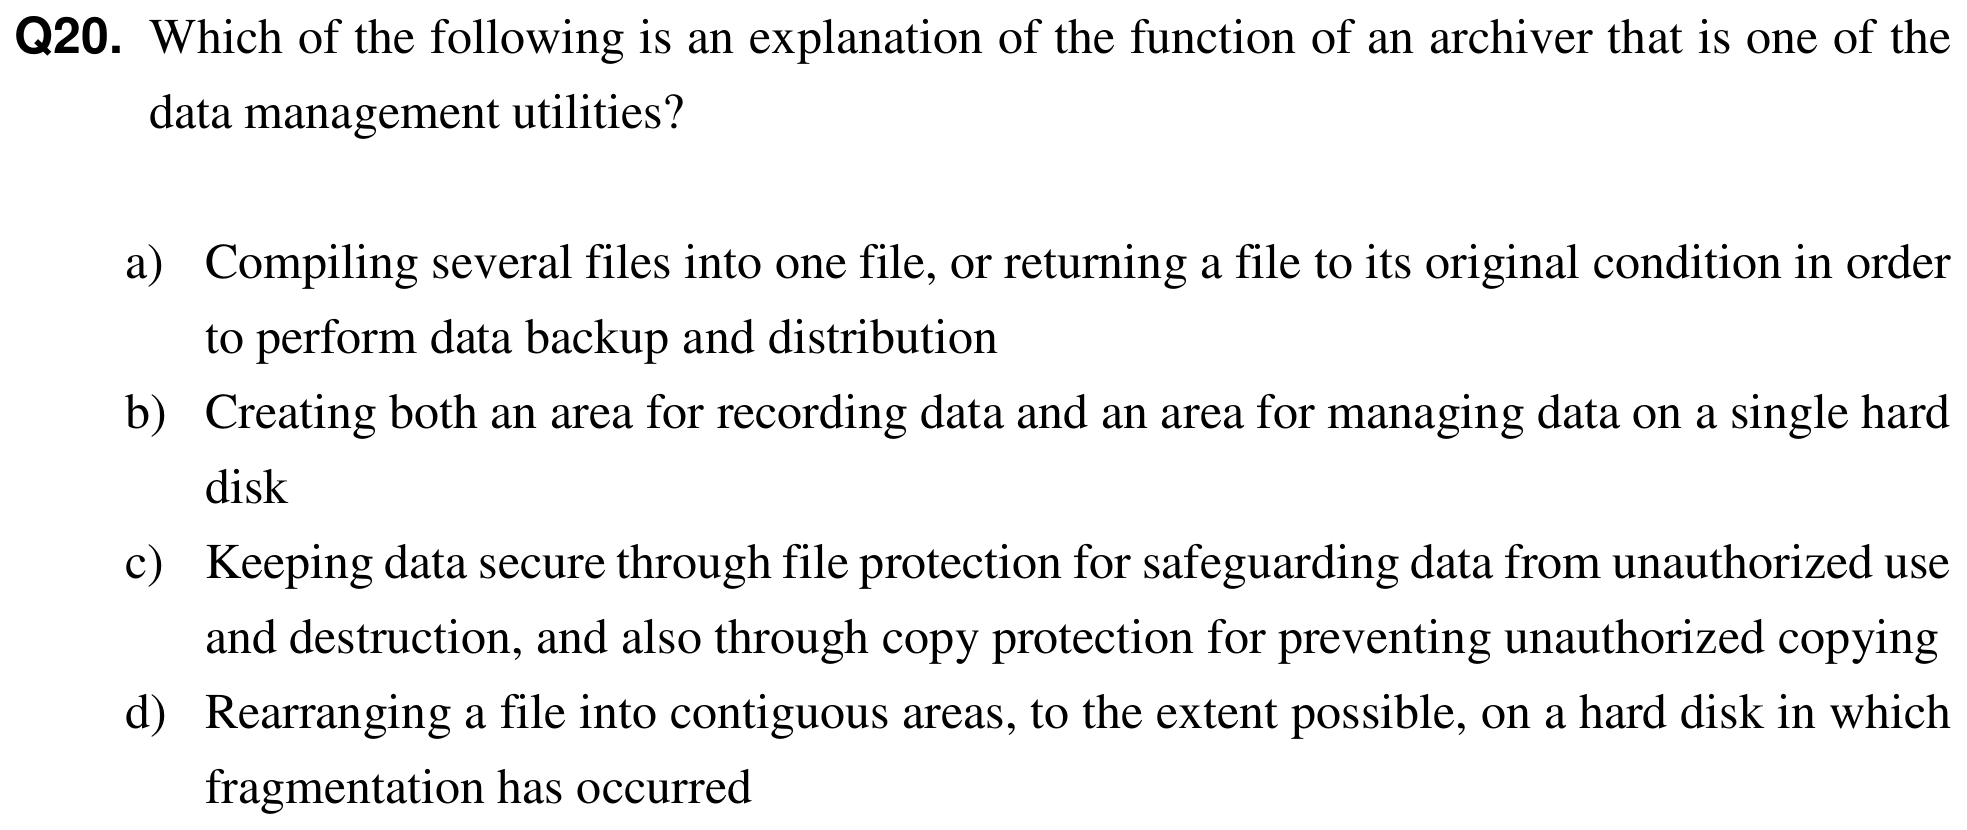 Q20. Which of the following is an explanation of the function of an archiver that is one of the
data management utilities?
a) Compiling several files into one file, or returning a file to its original condition in order
to perform data backup and distribution
b) Creating both an area for recording data and an area for managing data on a single hard
disk
c) Keeping data secure through file protection for safeguarding data from unauthorized use
and destruction, and also through copy protection for preventing unauthorized copying
d) Rearranging a file into contiguous areas, to the extent possible, on a hard disk in which
fragmentation has occurred